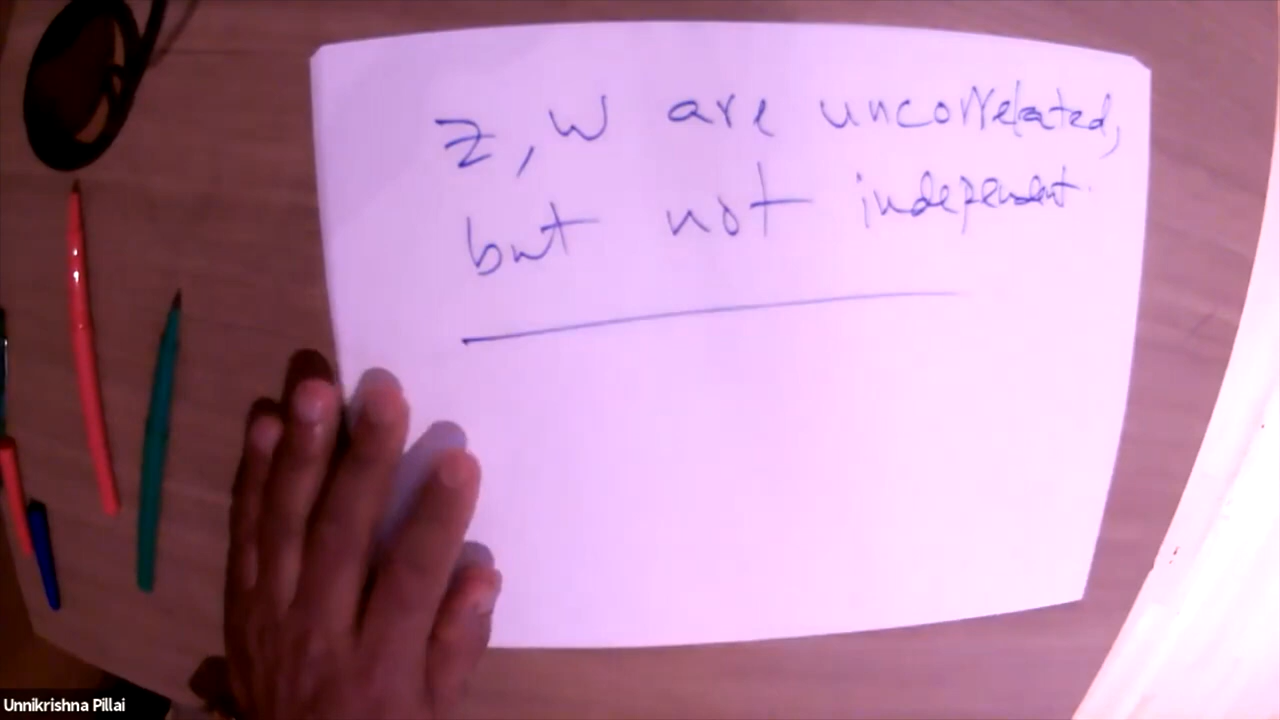 z, w are uncorrelated,
but not independent.
Unnikrishna Pillai